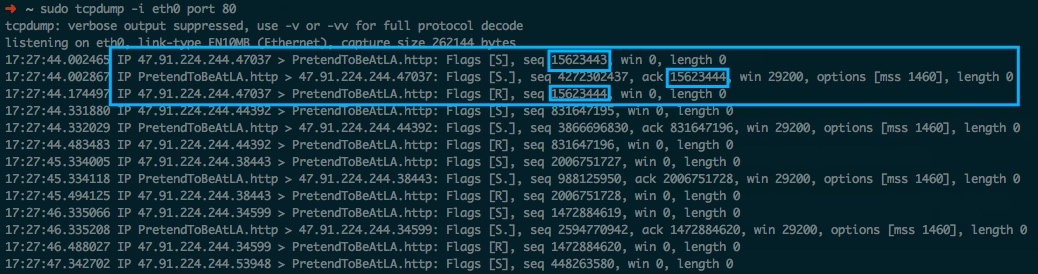 ➜ ~ sudo tcpdump -i eth0 port 80
tcpdump: verbose output suppressed, use -v or -vv for full protocol decode
listening on eth0, link-type EN10MB (Ethernet), capture size 262144 bytes
17:27:44.002465 IP 47.91.224.244.47037 > PretendToBeAtLA.http: Flags [S], seq 15623443, win 0, length 0
17:27:44.002867 IP PretendToBeAtLA.http > 47.91.224.244.47037: Flags [S.], seq 4272302437, ack 15623444, win 29200, options [mss 1460], length 0
17:27:44.174497 IP 47.91.224.244.47037 > PretendToBeAtLA.http: Flags [R], seq 15623444, win 0, length 0
17:27:44.331880 IP 47.91.224.244.44392 > PretendToBeAtLA.http: Flags [S], seq 831647195, win 0, length 0
17:27:44.332029 IP PretendToBeAtLA.http > 47.91.224.244.44392: Flags [S.], seq 3866696830, ack 831647196, win 29200, options [mss 1460], length 0
17:27:44.483483 IP 47.91.224.244.44392 > PretendToBeAtLA.http: Flags [R], seq 831647196, win 0, length 0
17:27:45.334005 IP 47.91.224.244.38443 > PretendToBeAtLA.http: Flags [S], seq 2006751727, win 0, length 0
17:27:45.334118 IP PretendToBeAtLA.http > 47.91.224.244.38443: Flags [S.], seq 988125950, ack 2006751728, win 29200, options [mss 1460], length 0
17:27:45.494125 IP 47.91.224.244.38443 > PretendToBeAtLA.http: Flags [R], seq 2006751728, win 0, length 0
17:27:46.335066 IP 47.91.224.244.34599 > PretendToBeAtLA.http: Flags [S], seq 1472884619, win 0, length 0
17:27:46.335208 IP PretendToBeAtLA.http > 47.91.224.244.34599: Flags [S.], seq 2594770942, ack 1472884620, win 29200, options [mss 1460], length 0
17:27:46.488027 IP 47.91.224.244.34599 > PretendToBeAtLA.http: Flags [R], seq 1472884620, win 0, length 0
17:27:47.342702 IP 47.91.224.244.53948 > PretendToBeAtLA.http: Flags [S], seq 448263580, win 0, length 0